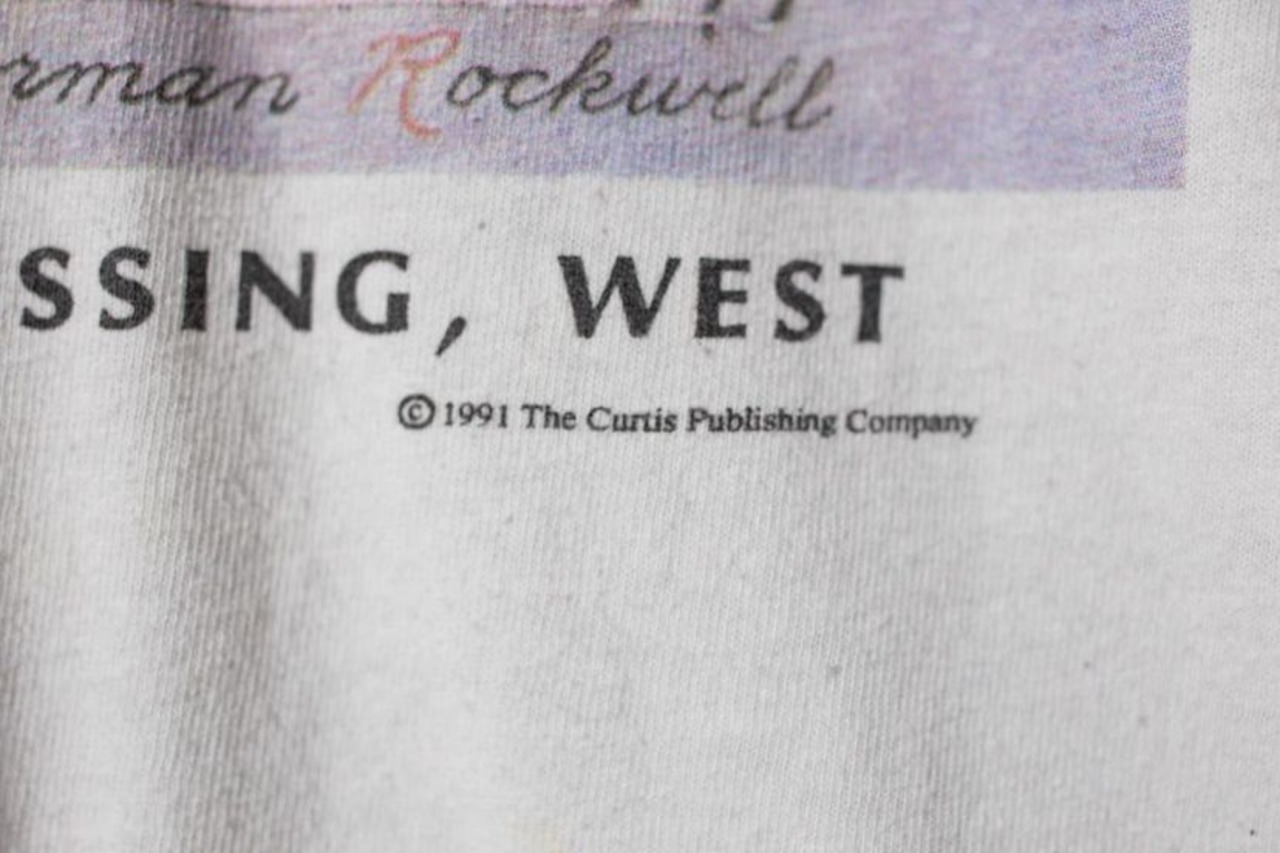 rman Rockwell
SSING, WEST
©1991 The Curtis Publishing Company